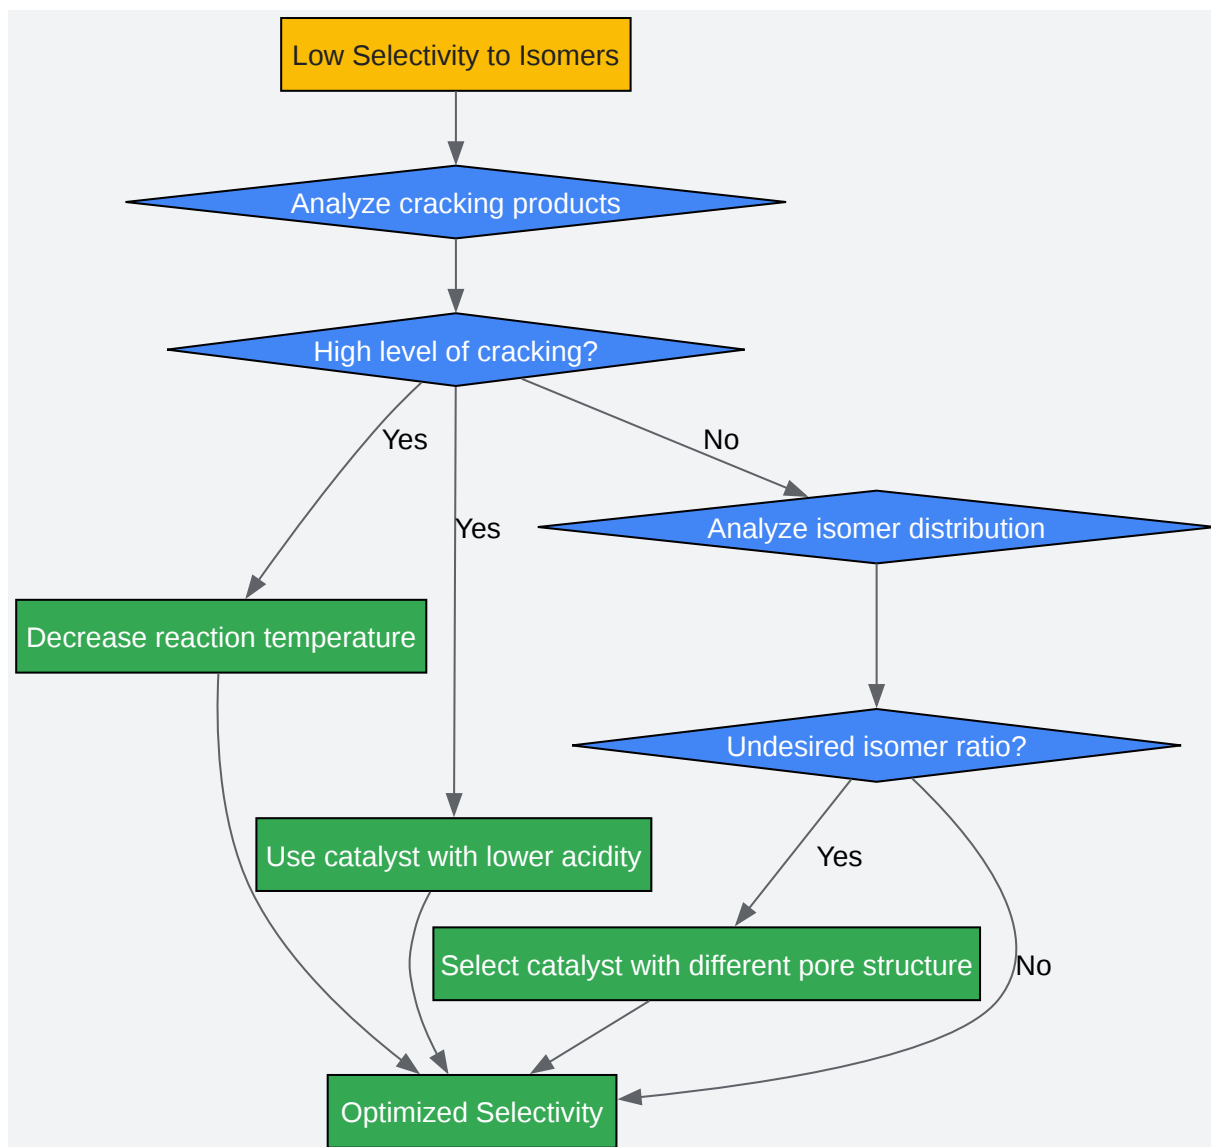 Low Selectivity to Isomers
Analyze cracking products
High level of cracking?
Yes
No
Yes
Analyze isomer distribution
Decrease reaction temperature
Undesired isomer ratio?
Use catalyst with lower acidity
Yes
Select catalyst with different pore structure
No
Optimized Selectivity